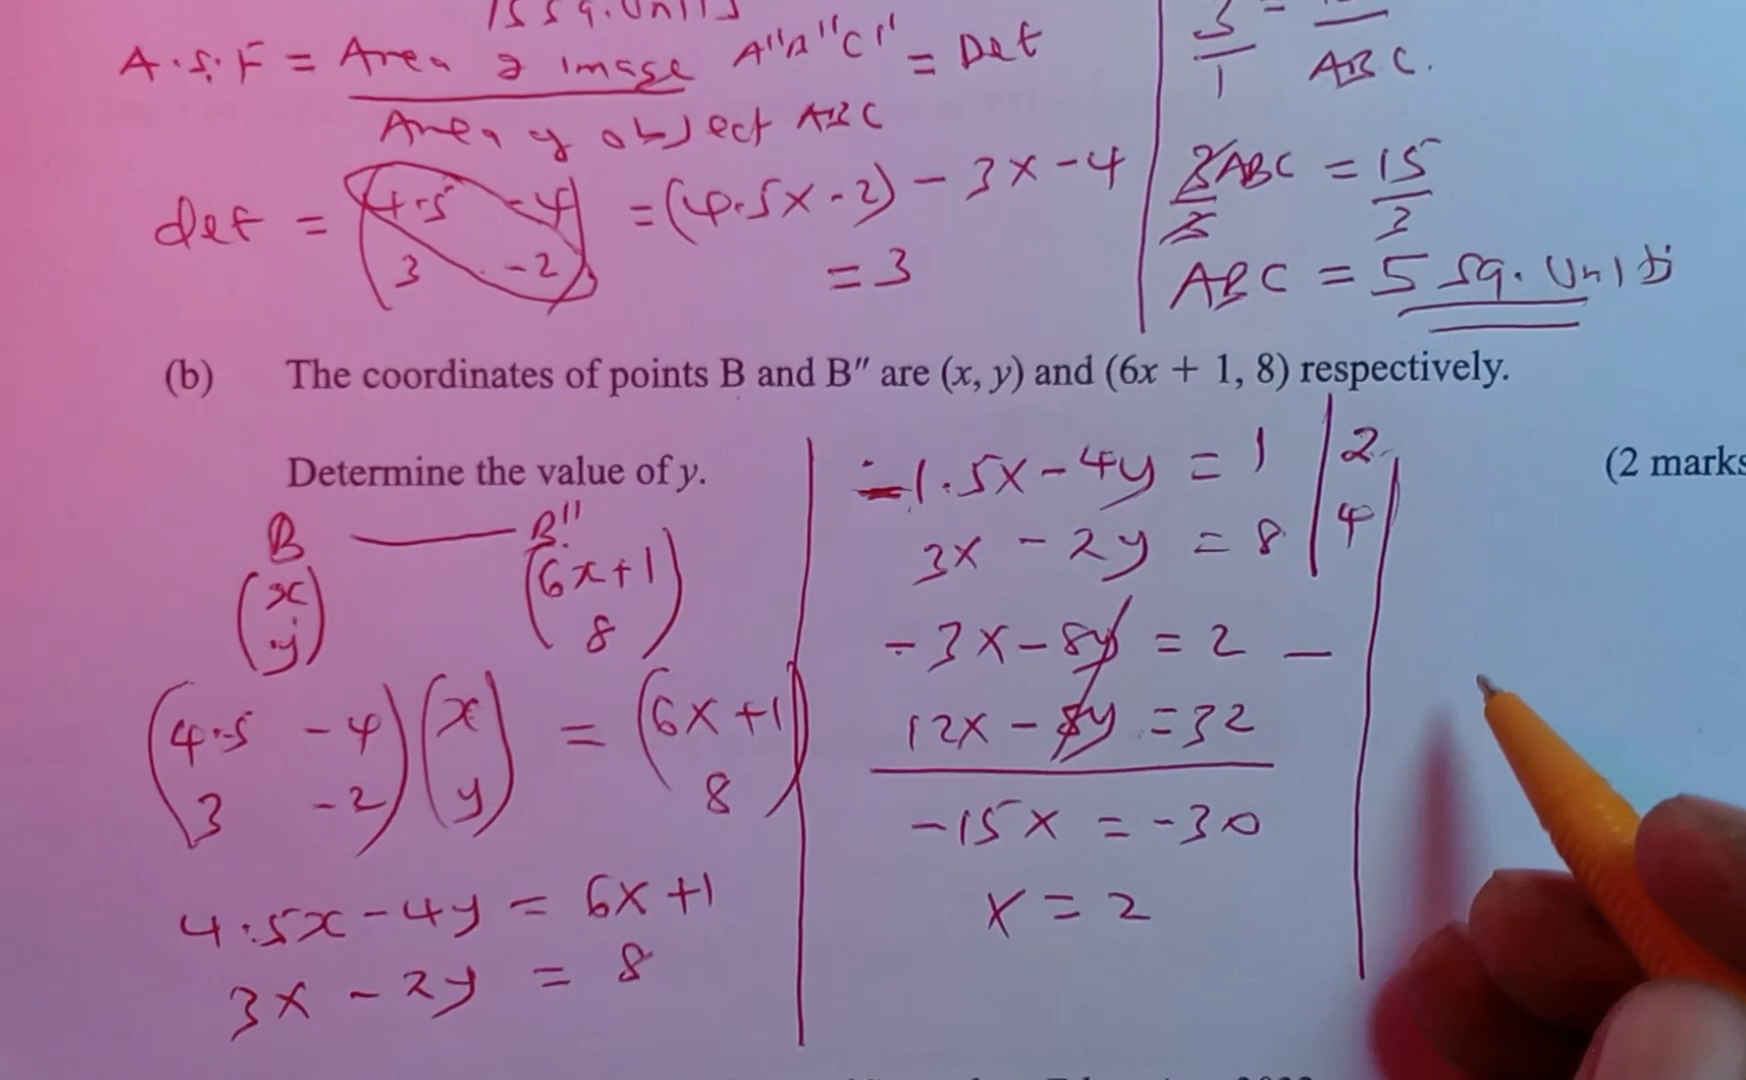 15 sq. Units
A.S.F = Area of image A''B''C'' = Det
Area of object ABC
det = (4.5 -4 = (4.5x-2) - 3x-4
3 -2) = 3
3/1 =
ABC.
3ABC = 15
3 3
ABC = 5 sq. Units
(b) The coordinates of points B and B″ are (x, y) and (6x + 1, 8) respectively.
Determine the value of y. (2 marks
B — B''
(x y) (6x+1 8)
(4.5 -4 3 -2) (x y) = (6x+1 8)
4.5x-4y = 6x+1
3x - 2y = 8
-1.5x-4y = 1 | 2
3x - 2y = 8 | 4
-3x-8y = 2 -
12x-8y = 32
-15x = -30
x = 2